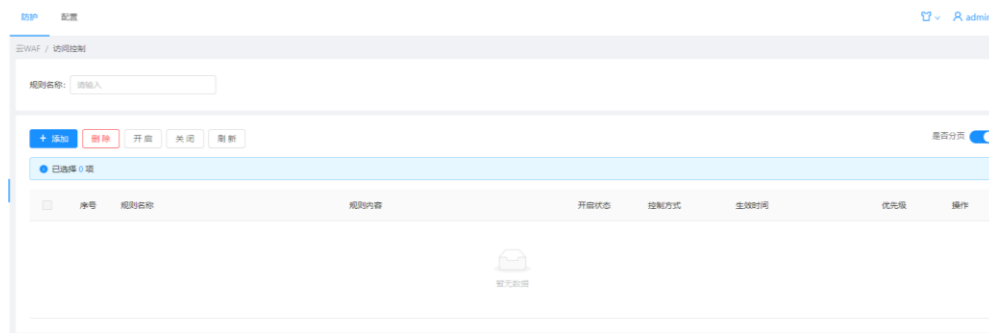 防护 配置 admin
云WAF / 访问控制
规则名称: 请输入
+ 添加 删除 开启 关闭 刷新 是否分页
已选择 0 项
序号 规则名称 规则内容 开启状态 控制方式 生效时间 优先级 操作
暂无数据